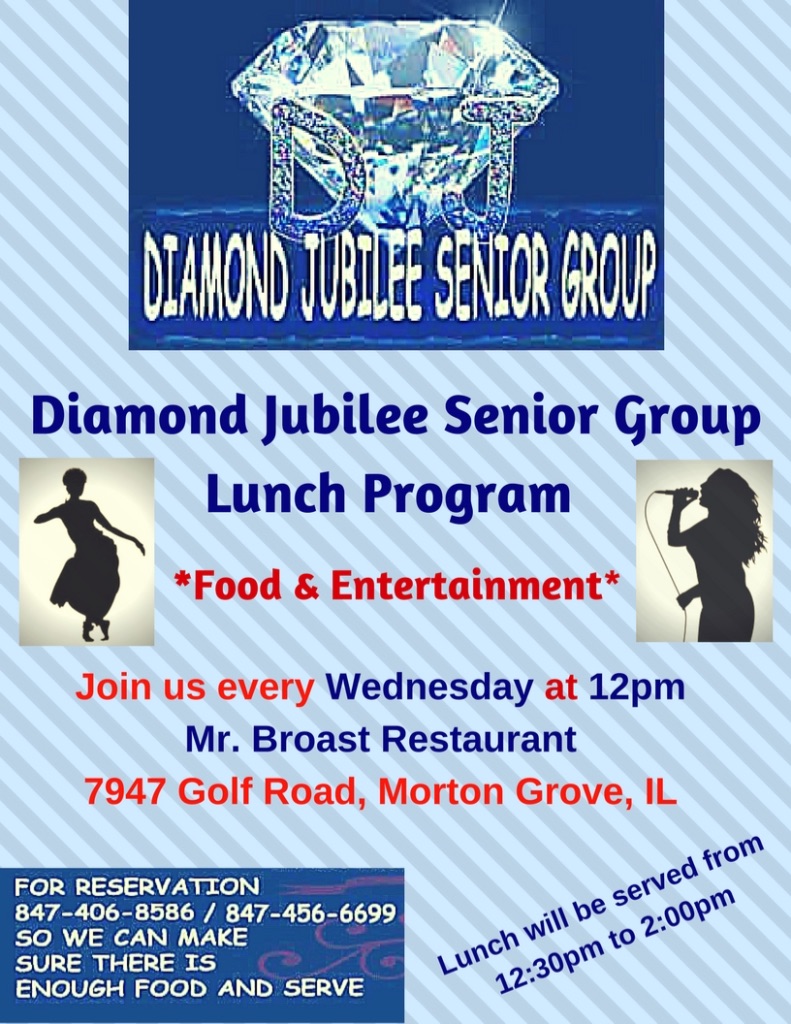 D J
DIAMOND JUBILEE SENIOR GROUP
Diamond Jubilee Senior Group
Lunch Program
*Food & Entertainment*
Join us every Wednesday at 12pm
Mr. Broast Restaurant
7947 Golf Road, Morton Grove, IL
FOR RESERVATION
847-406-8586 / 847-456-6699
SO WE CAN MAKE
SURE THERE IS
ENOUGH FOOD AND SERVE
Lunch will be served from
12:30pm to 2:00pm